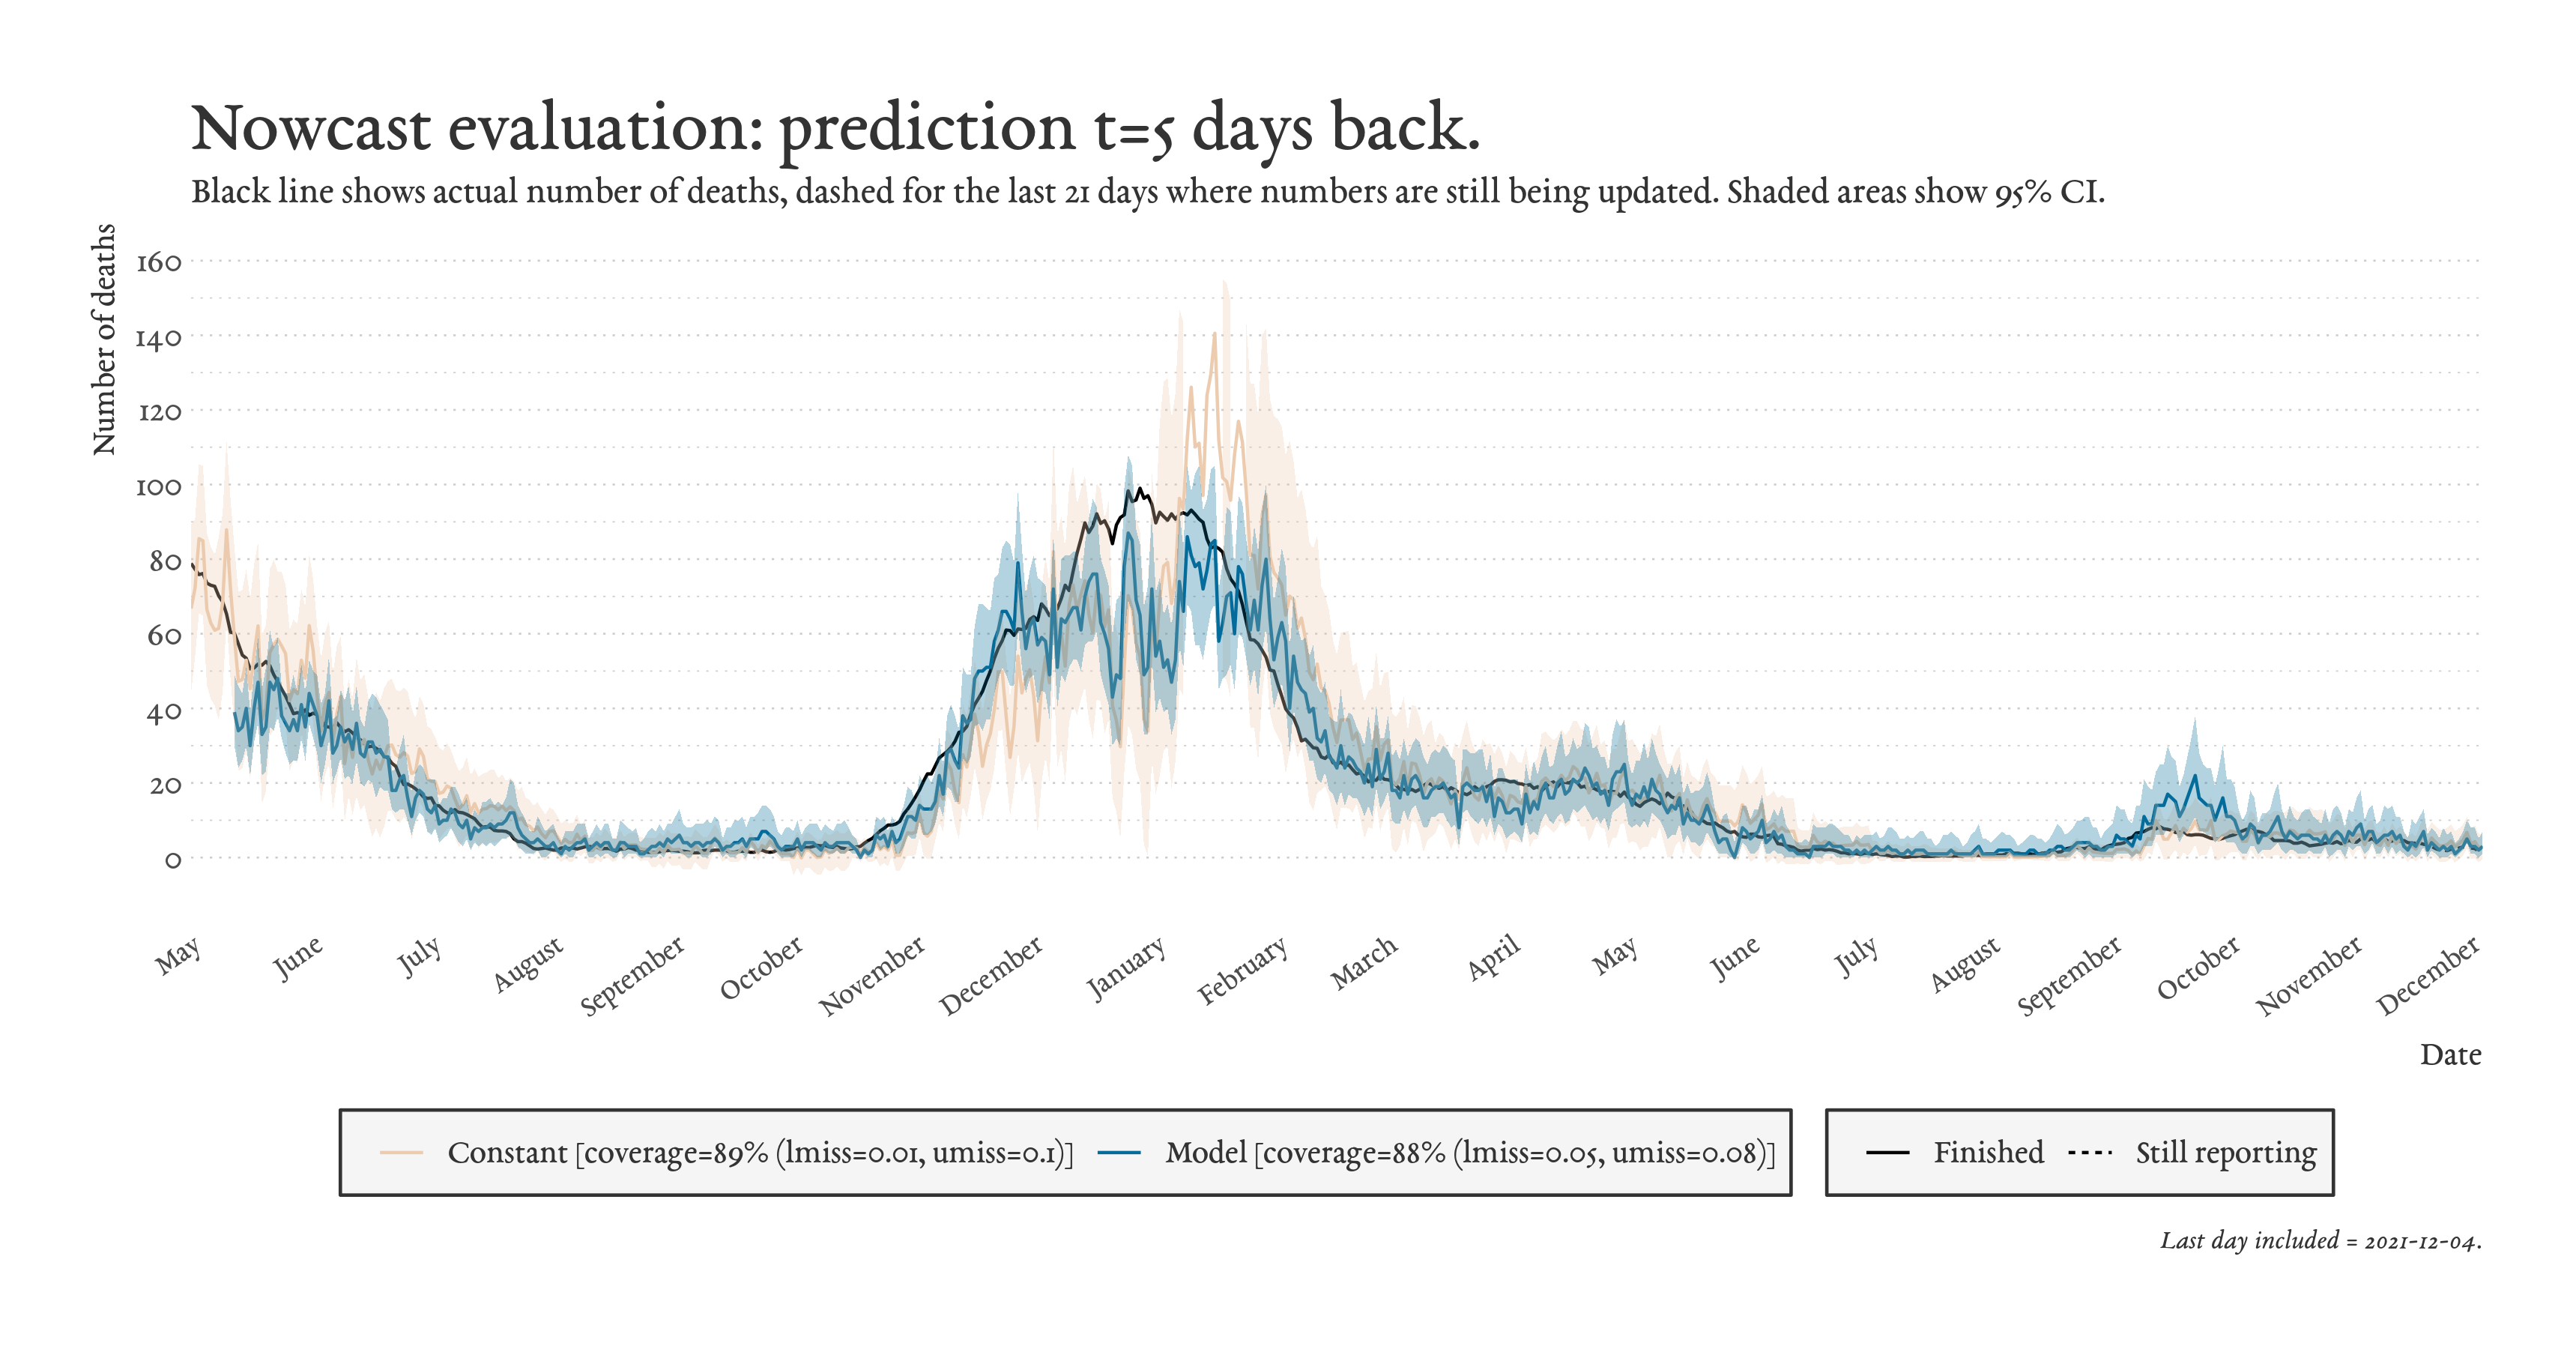 Nowcast evaluation: prediction t=5 days back.
Black line shows actual number of deaths, dashed for the last 21 days where numbers are still being updated. Shaded areas show 95% CI.
Number of deaths
160
140
120
100
80
60
40
20
0
May June July August September October November December January February March April May June July August September October November December
Date
Constant [coverage=89% (lmiss=0.01, umiss=0.1)] Model [coverage=88% (lmiss=0.05, umiss=0.08)] Finished Still reporting
Last day included = 2021-12-04.